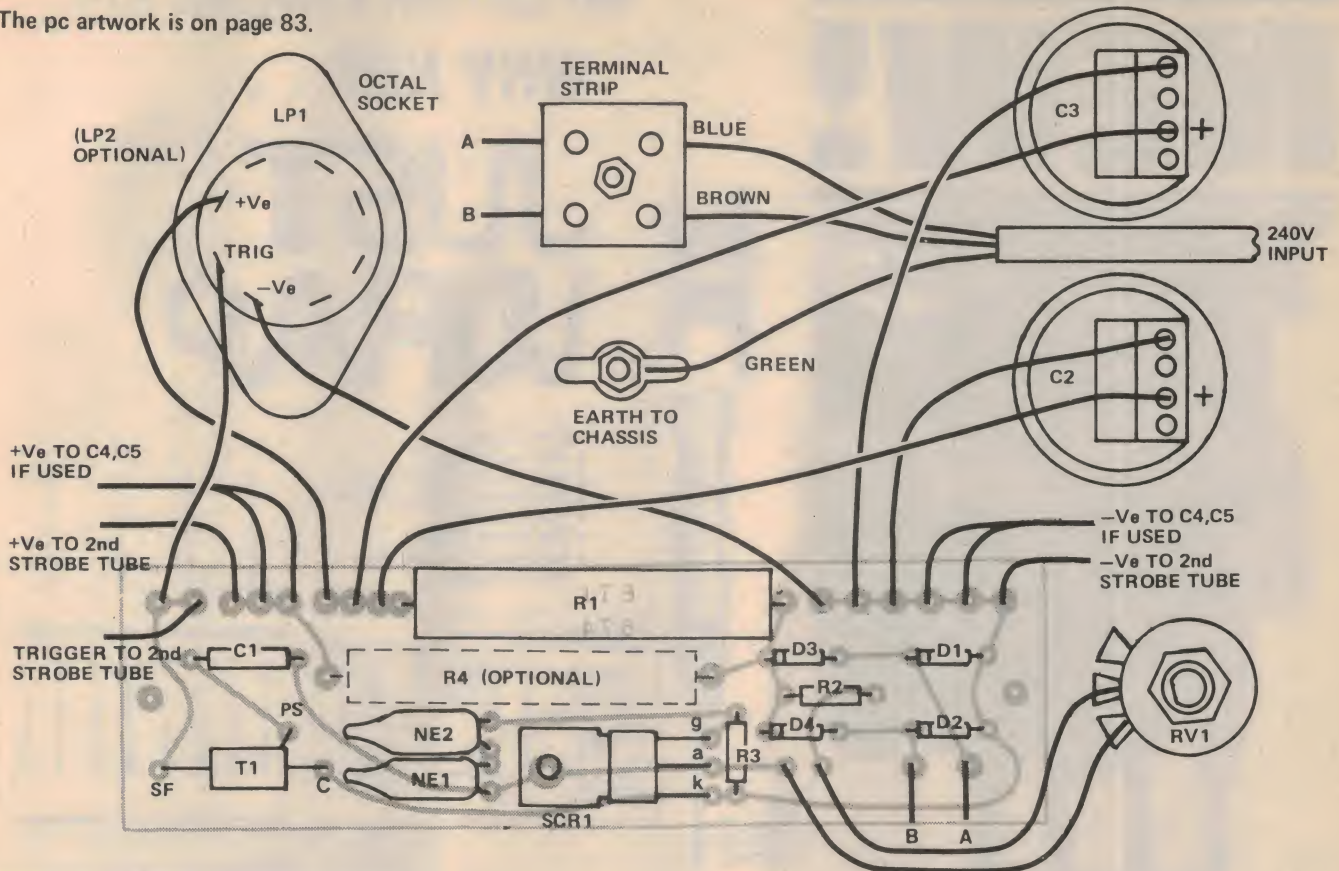 The pc artwork is on page 83.
OCTAL
SOCKET
LP1
(LP2
OPTIONAL)
+Ve
TRIG
−Ve
TERMINAL
STRIP
A
B
BLUE
BROWN
C3
+
240V
INPUT
C2
+
GREEN
EARTH TO
CHASSIS
+Ve TO C4,C5
IF USED
+Ve TO 2nd
STROBE TUBE
TRIGGER TO 2nd
STROBE TUBE
−Ve TO C4,C5
IF USED
−Ve TO 2nd
STROBE TUBE
R1
C1
R4 (OPTIONAL)
D3
D1
R2
D4
D2
PS
NE2
NE1
T1
SF
C
g
a
k
R3
SCR1
RV1
B
A